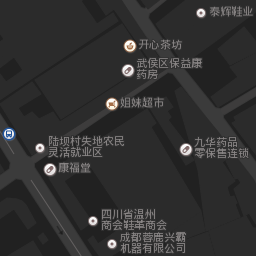 泰辉鞋业
开心茶坊
武侯区保益康
药房
姐妹超市
陆坝村失地农民
灵活就业区
九华药品
零保售连锁
康福堂
四川省温州
商会鞋革商会
成都蓉鹿兴霸
机器有限公司